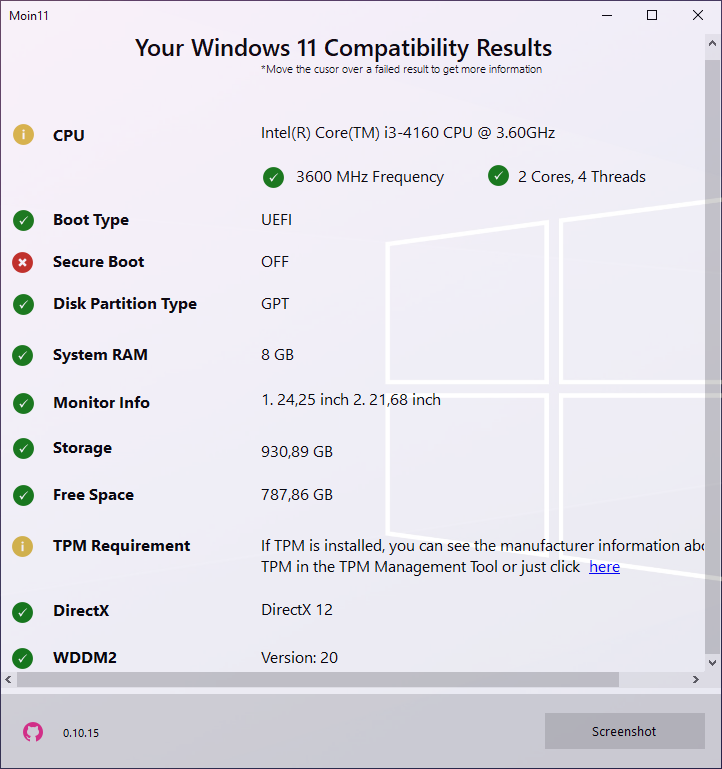 Moin11
Your Windows 11 Compatibility Results
*Move the cusor over a failed result to get more information
CPU
Intel(R) Core(TM) i3-4160 CPU @ 3.60GHz
3600 MHz Frequency
2 Cores, 4 Threads
Boot Type
UEFI
Secure Boot
OFF
Disk Partition Type
GPT
System RAM
8 GB
Monitor Info
1. 24,25 inch 2. 21,68 inch
Storage
930,89 GB
Free Space
787,86 GB
TPM Requirement
If TPM is installed, you can see the manufacturer information abo
TPM in the TPM Management Tool or just click here
DirectX
DirectX 12
WDDM2
Version: 20
0.10.15
Screenshot